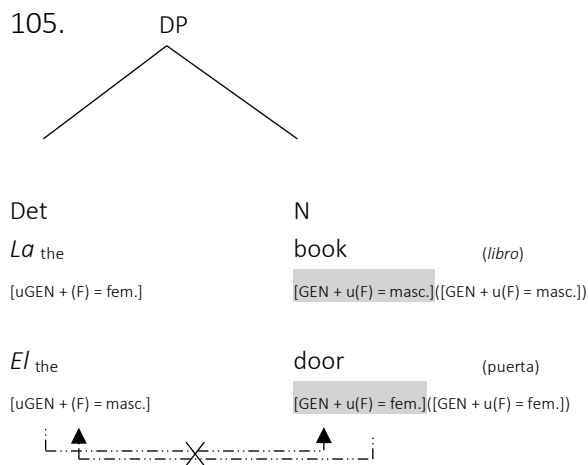 105. DP
Det N
La the book (libro)
[uGEN + (F) = fem.] [GEN + u(F) = masc.]([GEN + u(F) = masc.])
El the door (puerta)
[uGEN + (F) = masc.] [GEN + u(F) = fem.]([GEN + u(F) = fem.])